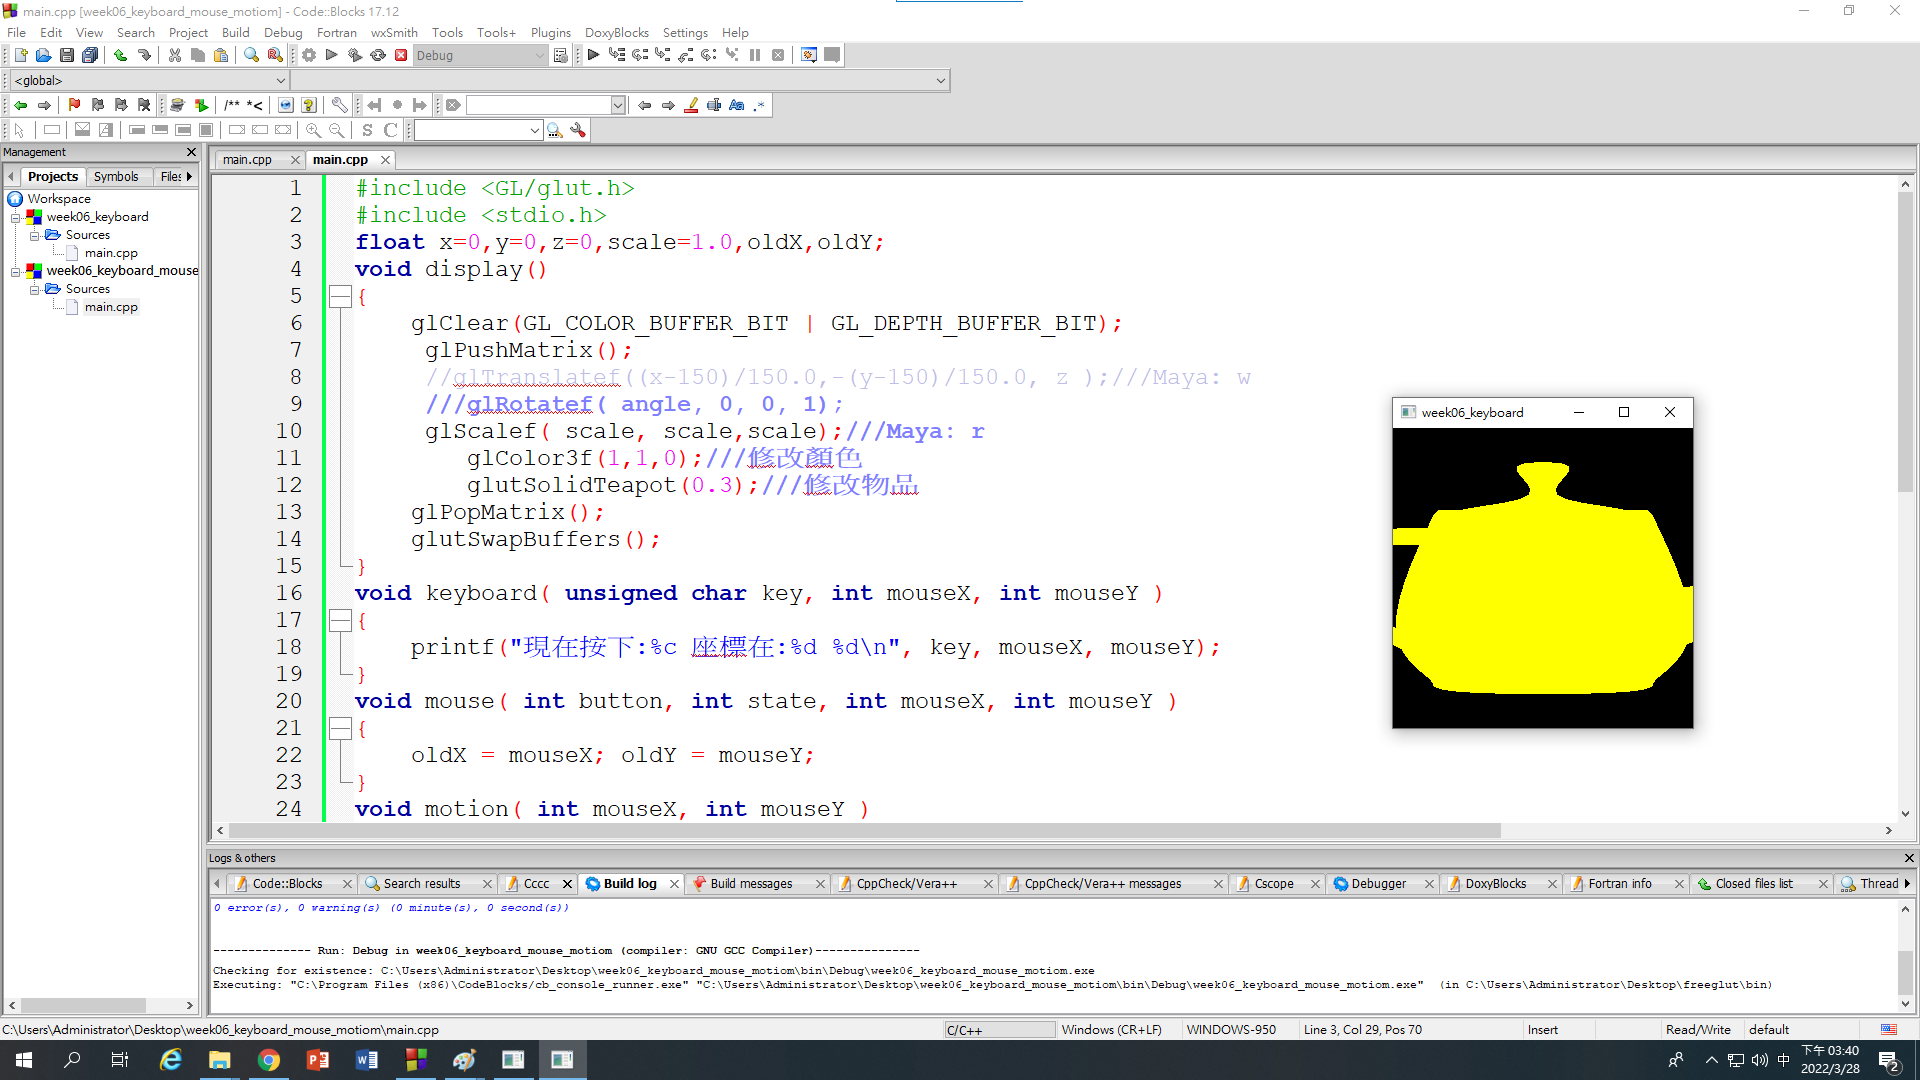 main.cpp [week06_keyboard_mouse_motiom] - Code::Blocks 17.12
File Edit View Search Project Build Debug Fortran wxSmith Tools Tools+ Plugins DoxyBlocks Settings Help
Debug
<global>
/** *<
S C
Management
Projects Symbols Files
Workspace
week06_keyboard
Sources
main.cpp
week06_keyboard_mouse
Sources
main.cpp
main.cpp main.cpp
1 #include <GL/glut.h>
2 #include <stdio.h>
3 float x=0,y=0,z=0,scale=1.0,oldX,oldY;
4 void display()
5 {
6 glClear(GL_COLOR_BUFFER_BIT | GL_DEPTH_BUFFER_BIT);
7 glPushMatrix();
8 //glTranslatef((x-150)/150.0,-(y-150)/150.0, z );///Maya: w
9 ///glRotatef( angle, 0, 0, 1);
10 glScalef( scale, scale,scale);///Maya: r
11 glColor3f(1,1,0);///修改顏色
12 glutSolidTeapot(0.3);///修改物品
13 glPopMatrix();
14 glutSwapBuffers();
15 }
16 void keyboard( unsigned char key, int mouseX, int mouseY )
17 {
18 printf("現在按下:%c 座標在:%d %d\n", key, mouseX, mouseY);
19 }
20 void mouse( int button, int state, int mouseX, int mouseY )
21 {
22 oldX = mouseX; oldY = mouseY;
23 }
24 void motion( int mouseX, int mouseY )
week06_keyboard
Logs & others
Code::Blocks Search results Cccc Build log Build messages CppCheck/Vera++ CppCheck/Vera++ messages Cscope Debugger DoxyBlocks Fortran info Closed files list Thread
0 error(s), 0 warning(s) (0 minute(s), 0 second(s))
-------------- Run: Debug in week06_keyboard_mouse_motiom (compiler: GNU GCC Compiler)---------------
Checking for existence: C:\Users\Administrator\Desktop\week06_keyboard_mouse_motiom\bin\Debug\week06_keyboard_mouse_motiom.exe
Executing: "C:\Program Files (x86)\CodeBlocks/cb_console_runner.exe" "C:\Users\Administrator\Desktop\week06_keyboard_mouse_motiom\bin\Debug\week06_keyboard_mouse_motiom.exe"  (in C:\Users\Administrator\Desktop\freeglut\bin)
C:\Users\Administrator\Desktop\week06_keyboard_mouse_motiom\main.cpp C/C++ Windows (CR+LF) WINDOWS-950 Line 3, Col 29, Pos 70 Insert Read/Write default
中 下午 03:40
2022/3/28 2